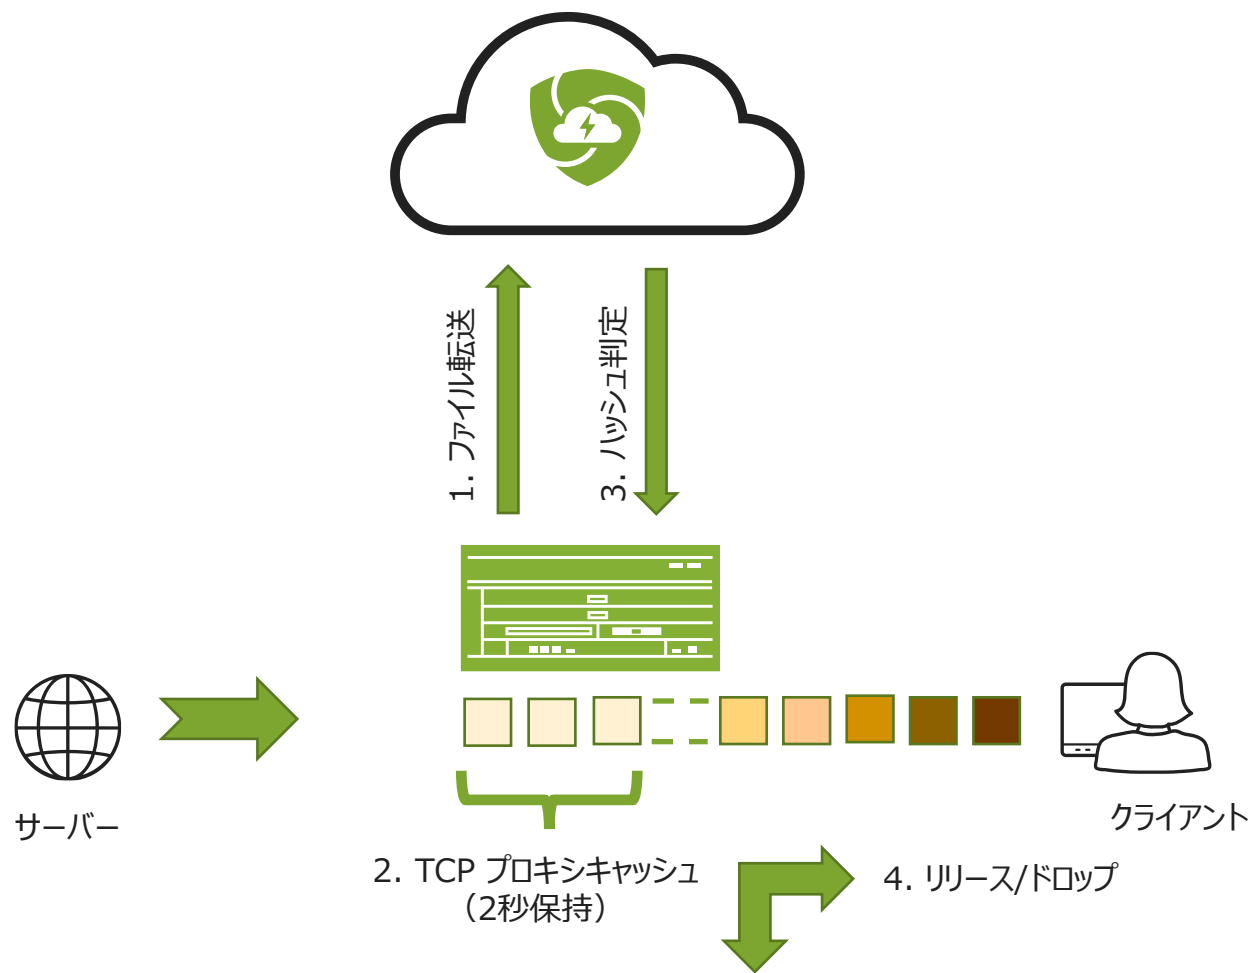 1. ファイル転送
3. ハッシュ判定
サーバー
クライアント
2. TCP プロキシキャッシュ
（2秒保持）
4. リリース/ドロップ